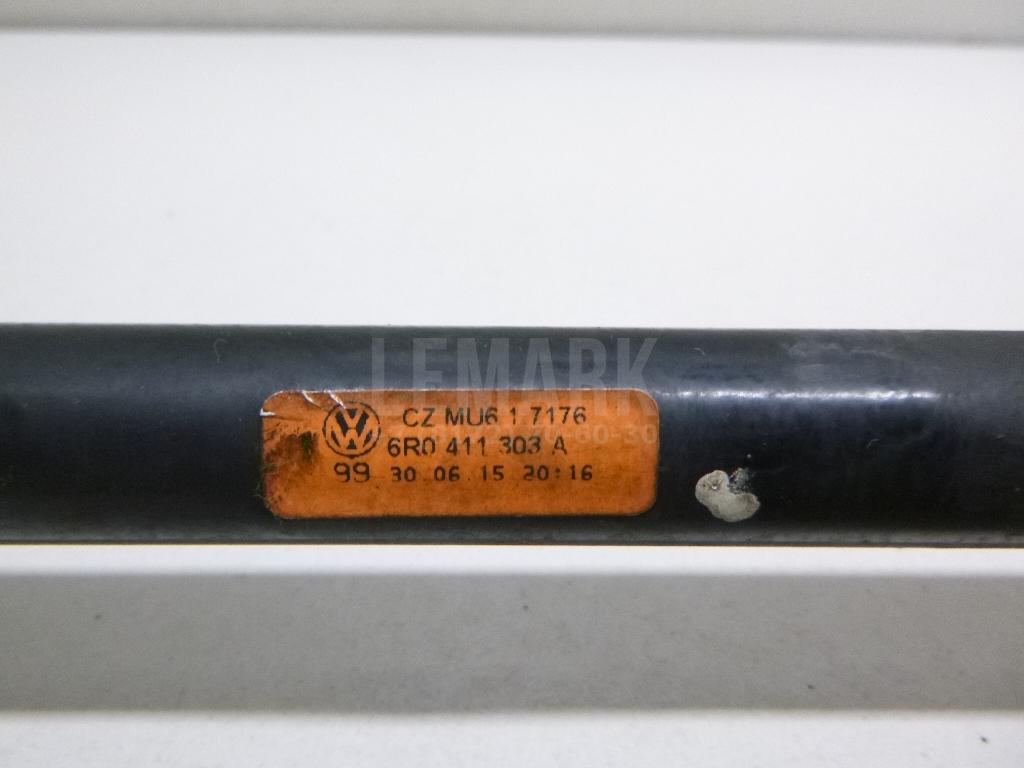 LEMARK
CZ MU6 1 7176
6R0 411 303 A
99 30.06.15 20:16